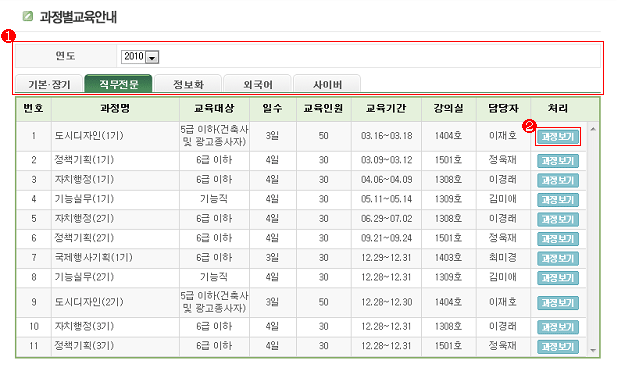 과정별교육안내
1
연도 2010
기본·장기 직무전문 정보화 외국어 사이버
번호 과정명 교육대상 일수 교육인원 교육기간 강의실 담당자 처리
2
1 도시디자인(1기) 5급 이하(건축사 및 광고종사자) 3일 50 03.16~03.18 1404호 이재호 과정보기
2 정책기획(1기) 6급 이하 4일 30 03.09~03.12 1501호 정욱재 과정보기
3 자치행정(1기) 6급 이하 4일 30 04.06~04.09 1308호 이경래 과정보기
4 기능실무(1기) 기능직 4일 30 05.11~05.14 1309호 김미애 과정보기
5 자치행정(2기) 6급 이하 4일 30 06.29~07.02 1308호 이경래 과정보기
6 정책기획(2기) 6급 이하 4일 30 09.21~09.24 1501호 정욱재 과정보기
7 국제행사기획(1기) 6급 이하 3일 30 12.29~12.31 1403호 최미경 과정보기
8 기능실무(2기) 기능직 4일 30 12.28~12.31 1309호 김미애 과정보기
9 도시디자인(2기) 5급 이하(건축사 및 광고종사자) 3일 50 12.28~12.30 1404호 이재호 과정보기
10 자치행정(3기) 6급 이하 4일 30 12.28~12.31 1308호 이경래 과정보기
11 정책기획(3기) 6급 이하 4일 30 12.28~12.31 1501호 정욱재 과정보기